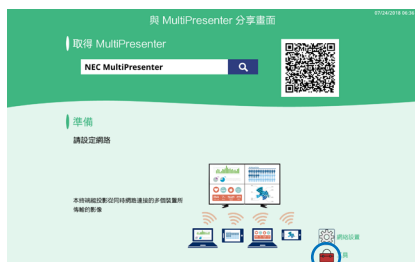 與 MultiPresenter 分享畫面
07/24/2018 06:36
取得 MultiPresenter
NEC MultiPresenter
準備
請設定網路
本終端能投影從同時網路連接的多個裝置所
傳輸的影像
網絡設置